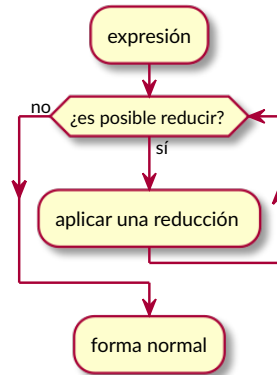 expresión
no
¿es posible reducir?
sí
aplicar una reducción
forma normal